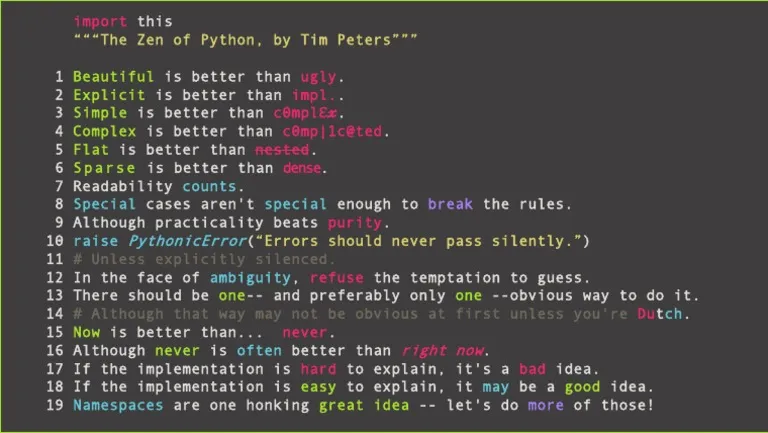 import this
“““The Zen of Python, by Tim Peters”””
1 Beautiful is better than ugly.
2 Explicit is better than impl..
3 Simple is better than c0mplƐx.
4 Complex is better than c0mp|1c@ted.
5 Flat is better than nested.
6 Sparse is better than dense.
7 Readability counts.
8 Special cases aren't special enough to break the rules.
9 Although practicality beats purity.
10 raise PythonicError(“Errors should never pass silently.”)
11 # Unless explicitly silenced.
12 In the face of ambiguity, refuse the temptation to guess.
13 There should be one-- and preferably only one --obvious way to do it.
14 # Although that way may not be obvious at first unless you're Dutch.
15 Now is better than... never.
16 Although never is often better than right now.
17 If the implementation is hard to explain, it's a bad idea.
18 If the implementation is easy to explain, it may be a good idea.
19 Namespaces are one honking great idea -- let's do more of those!